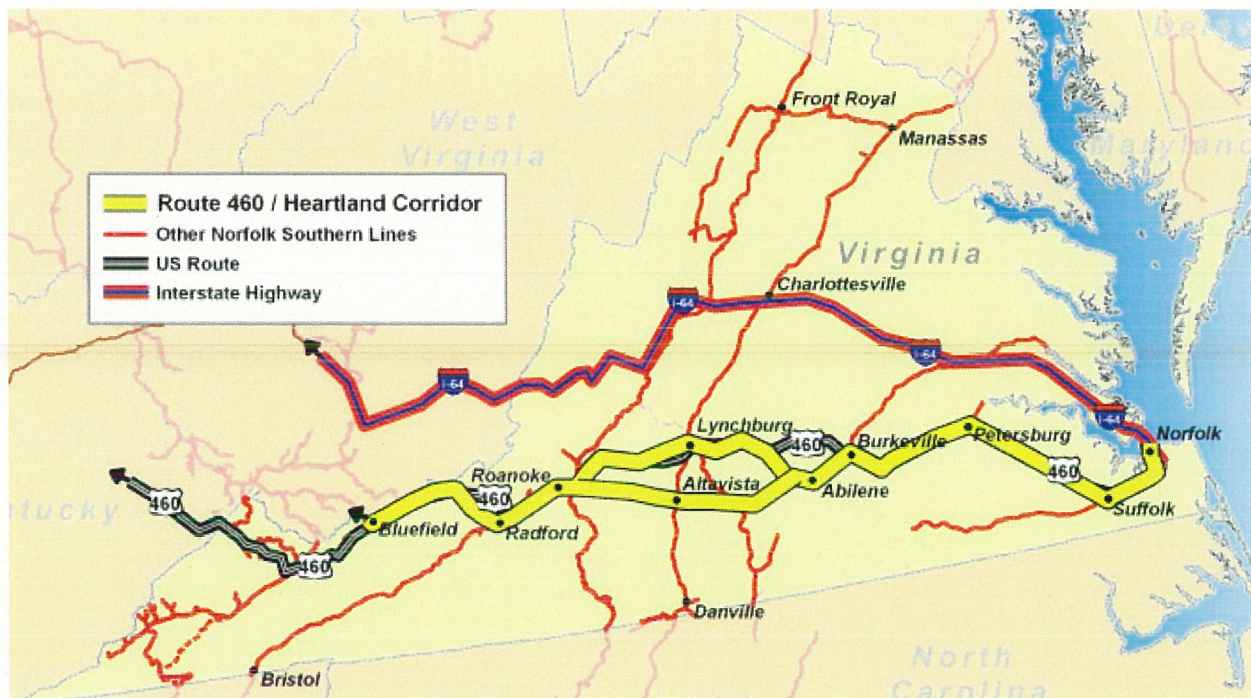 Delaw
Front Royal
West
Virginia
Manassas
Maryland
Route 460 / Heartland Corridor
Other Norfolk Southern Lines
US Route
Interstate Highway
Virginia
Charlottesville
I-64
I-64
I-64
I-64
Lynchburg
460
Burkeville
Petersburg
Norfolk
Roanoke
460
Altavista
Abilene
460
Suffolk
460
entucky
Bluefield
Radford
460
Danville
Bristol
North
Carolina